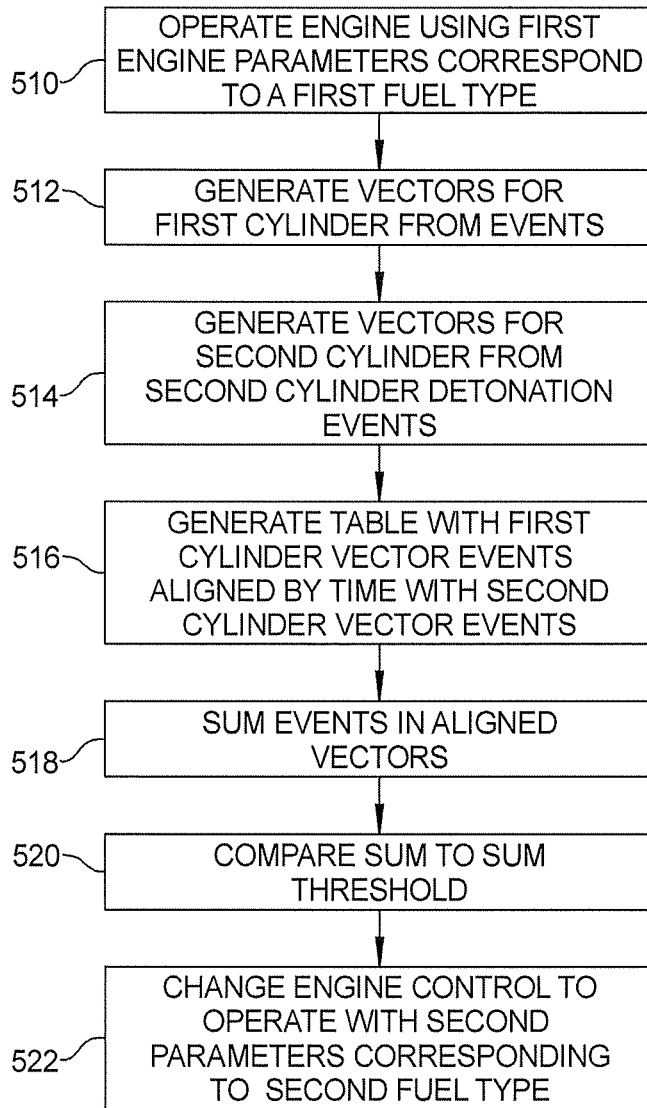 510
OPERATE ENGINE USING FIRST
ENGINE PARAMETERS CORRESPOND
TO A FIRST FUEL TYPE
512
GENERATE VECTORS FOR
FIRST CYLINDER FROM EVENTS
514
GENERATE VECTORS FOR
SECOND CYLINDER FROM
SECOND CYLINDER DETONATION
EVENTS
516
GENERATE TABLE WITH FIRST
CYLINDER VECTOR EVENTS
ALIGNED BY TIME WITH SECOND
CYLINDER VECTOR EVENTS
518
SUM EVENTS IN ALIGNED
VECTORS
520
COMPARE SUM TO SUM
THRESHOLD
522
CHANGE ENGINE CONTROL TO
OPERATE WITH SECOND
PARAMETERS CORRESPONDING
TO SECOND FUEL TYPE